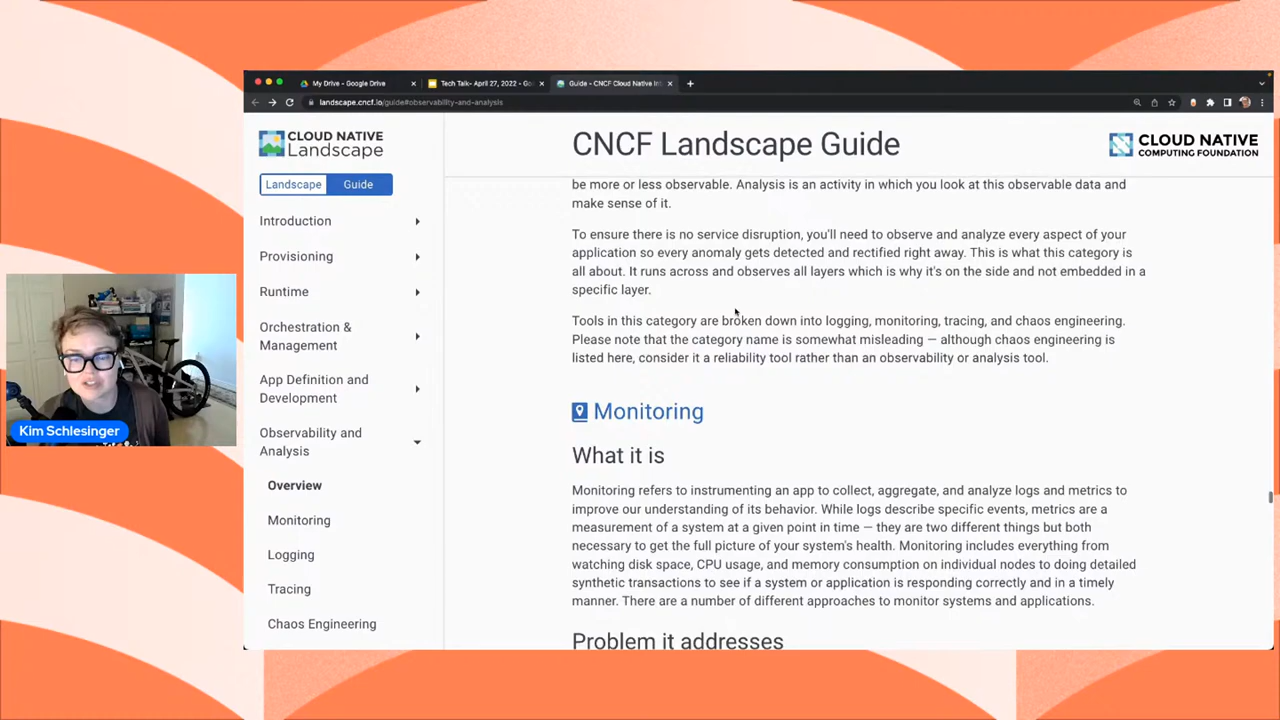 My Drive - Google Drive
Tech Talk- April 27, 2022 - Go
Guide - CNCF Cloud Native Int
landscape.cncf.io/guide#observability-and-analysis
CLOUD NATIVE
Landscape
Landscape
Guide
Introduction
Provisioning
Runtime
Orchestration &
Management
App Definition and
Development
Observability and
Analysis
Overview
Monitoring
Logging
Tracing
Chaos Engineering
CNCF Landscape Guide
CLOUD NATIVE
COMPUTING FOUNDATION
be more or less observable. Analysis is an activity in which you look at this observable data and
make sense of it.
To ensure there is no service disruption, you'll need to observe and analyze every aspect of your
application so every anomaly gets detected and rectified right away. This is what this category is
all about. It runs across and observes all layers which is why it's on the side and not embedded in a
specific layer.
Tools in this category are broken down into logging, monitoring, tracing, and chaos engineering.
Please note that the category name is somewhat misleading — although chaos engineering is
listed here, consider it a reliability tool rather than an observability or analysis tool.
Monitoring
What it is
Monitoring refers to instrumenting an app to collect, aggregate, and analyze logs and metrics to
improve our understanding of its behavior. While logs describe specific events, metrics are a
measurement of a system at a given point in time — they are two different things but both
necessary to get the full picture of your system's health. Monitoring includes everything from
watching disk space, CPU usage, and memory consumption on individual nodes to doing detailed
synthetic transactions to see if a system or application is responding correctly and in a timely
manner. There are a number of different approaches to monitor systems and applications.
Problem it addresses
Kim Schlesinger